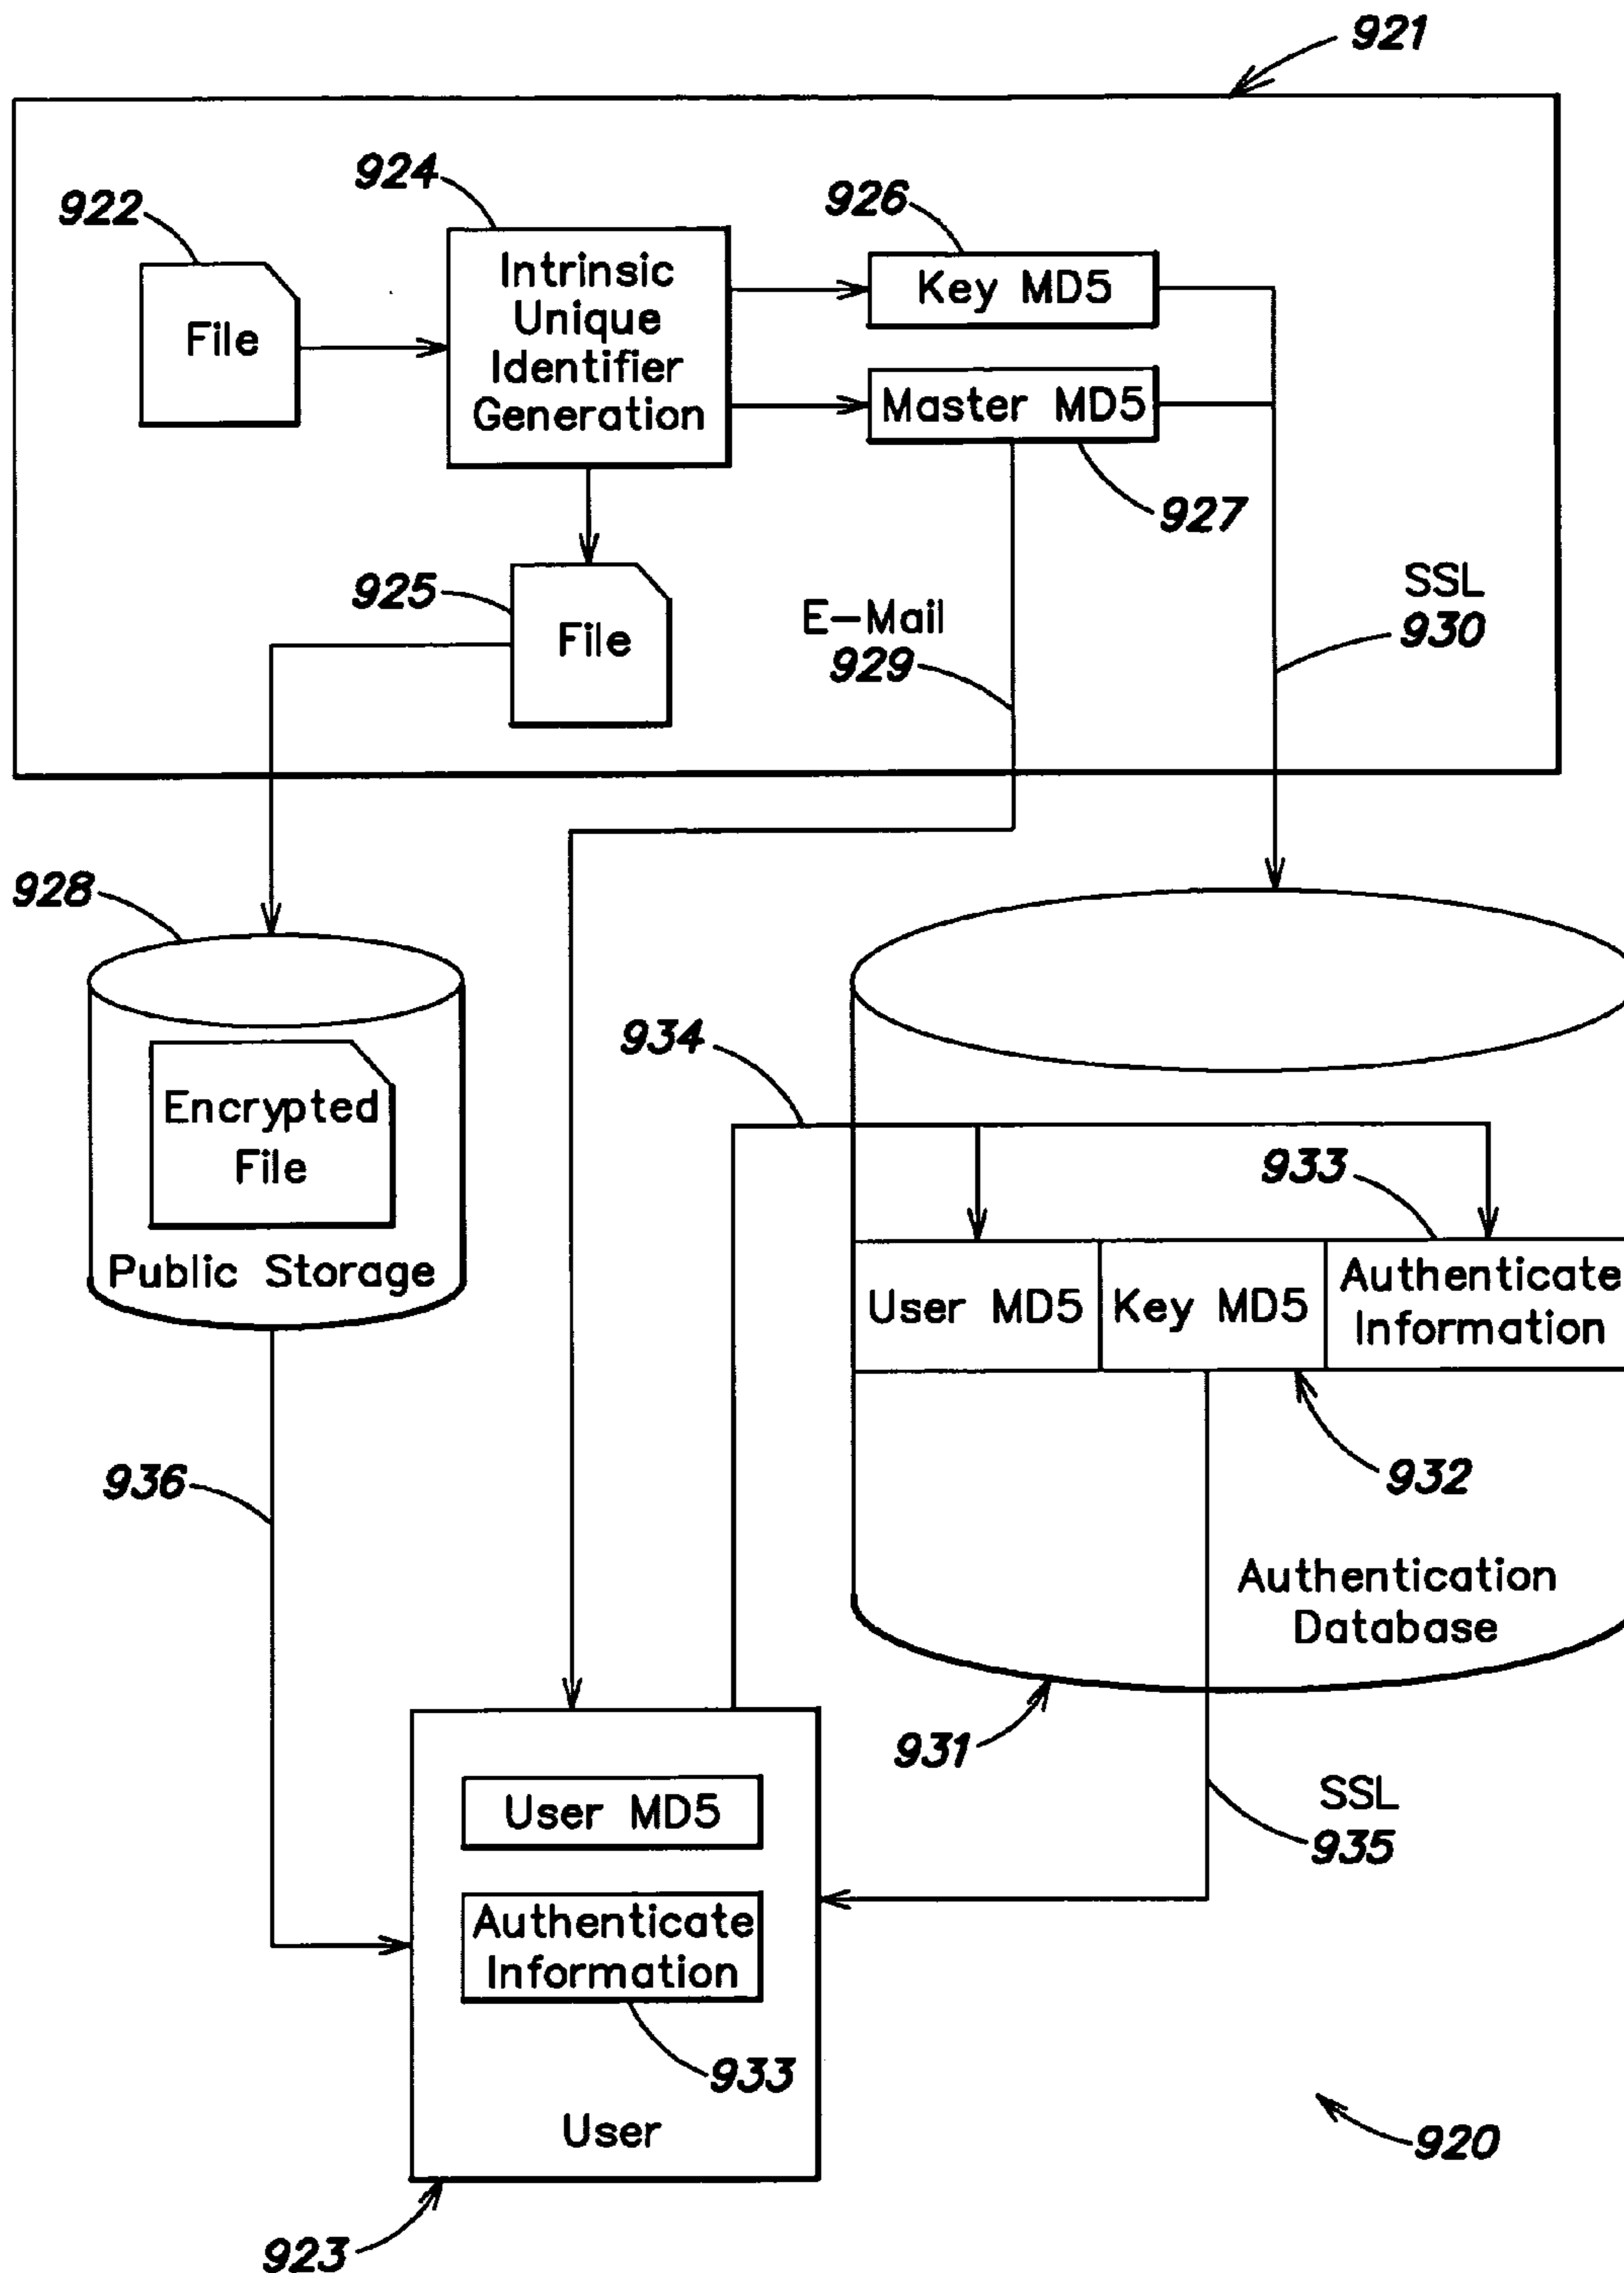 921
924
926
922
Intrinsic
Unique
Identifier
Generation
Key MD5
File
Master MD5
927
925
File
E-Mail
929
SSL
930
928
934
Encrypted
File
Public Storage
933
User MD5
Key MD5
Authenticate
Information
932
936
Authentication
Database
931
SSL
935
User MD5
Authenticate
Information
933
User
920
923